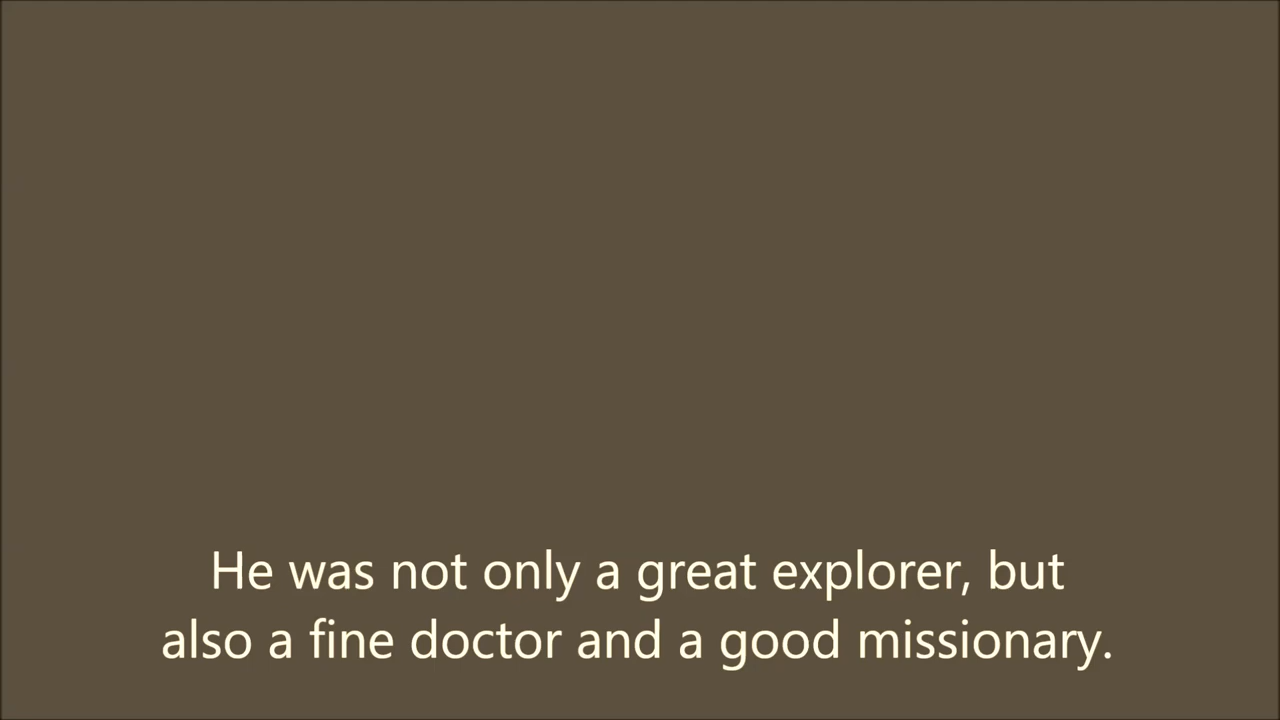 He was not only a great explorer, but
also a fine doctor and a good missionary.